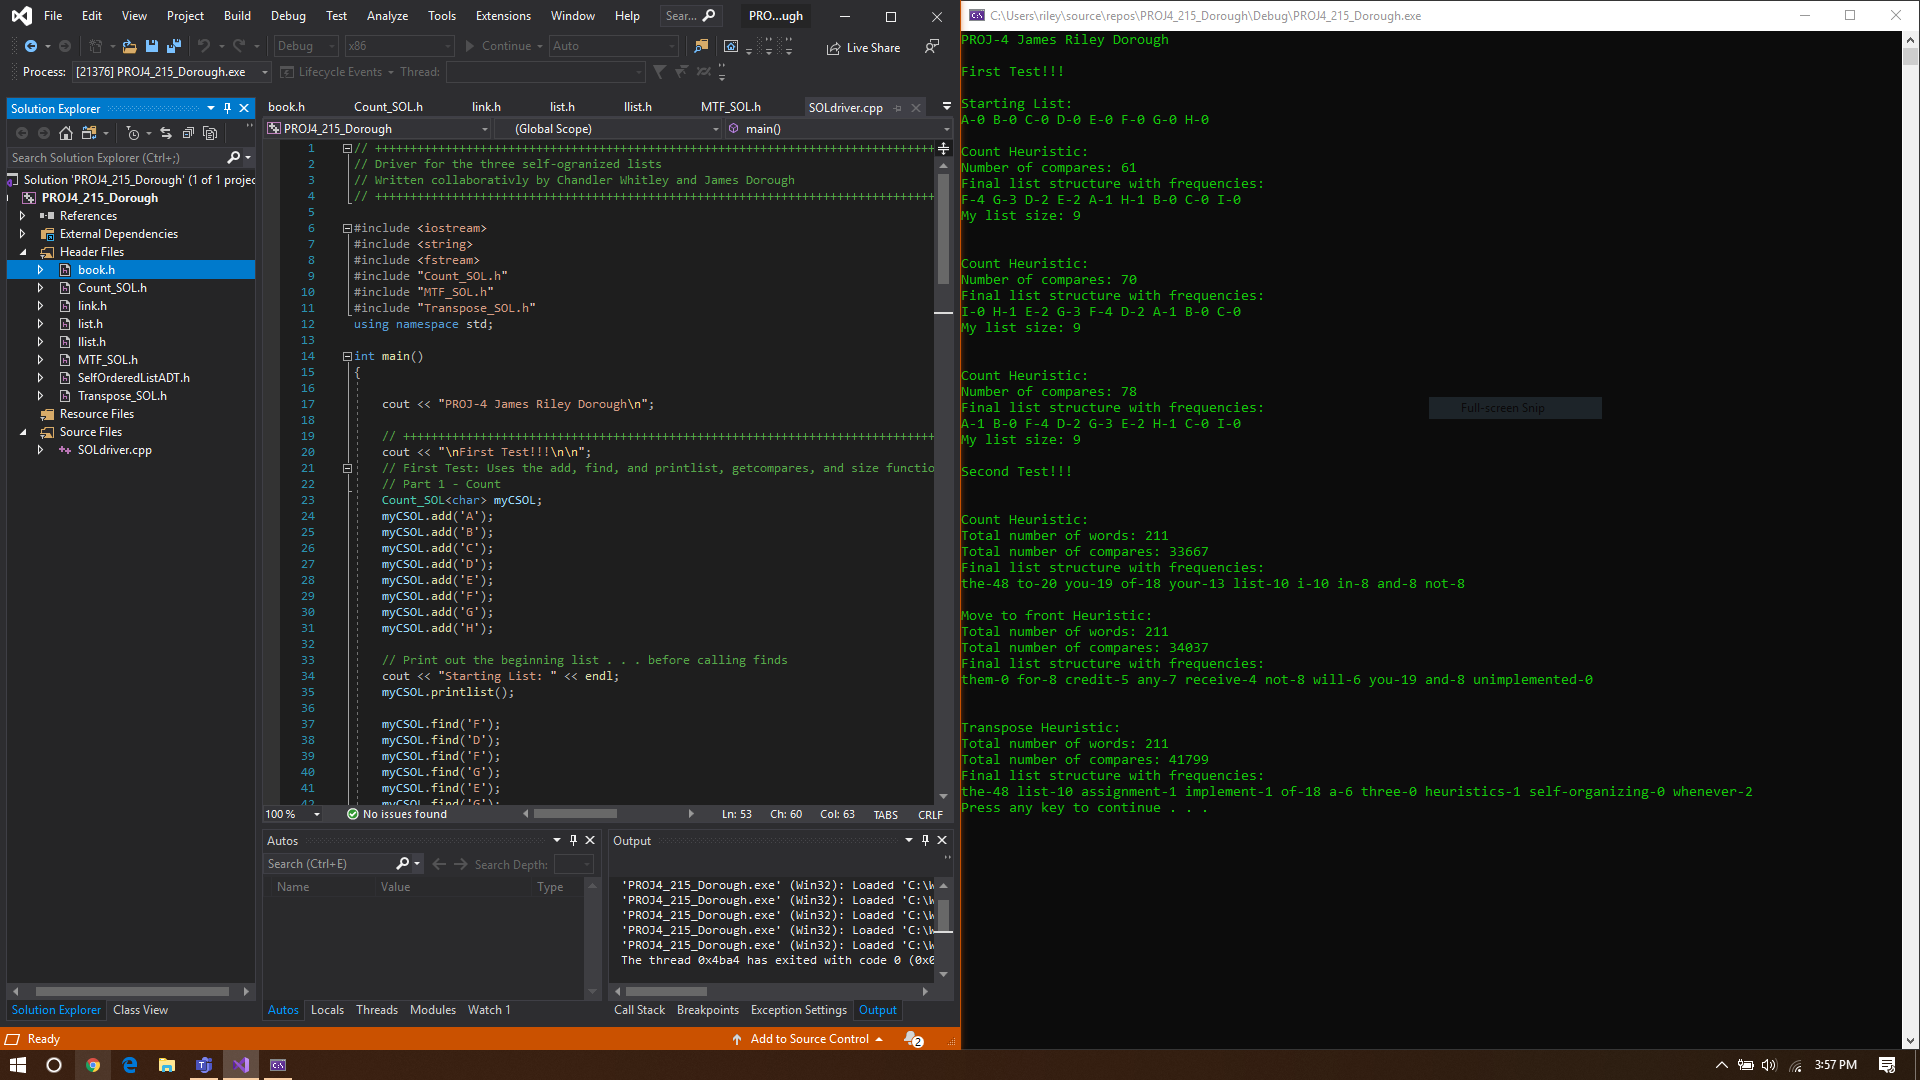 File Edit View Project Build Debug Test Analyze Tools Extensions Window Help Sear... PRO...ugh
Debug x86 Continue Auto Live Share
Process: [21376] PROJ4_215_Dorough.exe Lifecycle Events Thread:
Solution Explorer
Search Solution Explorer (Ctrl+;)
Solution 'PROJ4_215_Dorough' (1 of 1 projec
PROJ4_215_Dorough
References
External Dependencies
Header Files
book.h
Count_SOL.h
link.h
list.h
llist.h
MTF_SOL.h
SelfOrderedListADT.h
Transpose_SOL.h
Resource Files
Source Files
SOLdriver.cpp
Solution Explorer Class View
book.h Count_SOL.h link.h list.h llist.h MTF_SOL.h SOLdriver.cpp
PROJ4_215_Dorough (Global Scope) main()
1 // ++++++++++++++++++++++++++++++++++++++++++++++++++++++++++++++++++++++++++++++++
2 // Driver for the three self-ogranized lists
3 // Written collaborativly by Chandler Whitley and James Dorough
4 // ++++++++++++++++++++++++++++++++++++++++++++++++++++++++++++++++++++++++++++++++
5
6 #include <iostream>
7 #include <string>
8 #include <fstream>
9 #include "Count_SOL.h"
10 #include "MTF_SOL.h"
11 #include "Transpose_SOL.h"
12 using namespace std;
13
14 int main()
15 {
16
17 cout << "PROJ-4 James Riley Dorough\n";
18
19 // ++++++++++++++++++++++++++++++++++++++++++++++++++++++++++++++++++++++++++++
20 cout << "\nFirst Test!!!\n\n";
21 // First Test: Uses the add, find, and printlist, getcompares, and size functio
22 // Part 1 - Count
23 Count_SOL<char> myCSOL;
24 myCSOL.add('A');
25 myCSOL.add('B');
26 myCSOL.add('C');
27 myCSOL.add('D');
28 myCSOL.add('E');
29 myCSOL.add('F');
30 myCSOL.add('G');
31 myCSOL.add('H');
32
33 // Print out the beginning list . . . before calling finds
34 cout << "Starting List: " << endl;
35 myCSOL.printlist();
36
37 myCSOL.find('F');
38 myCSOL.find('D');
39 myCSOL.find('F');
40 myCSOL.find('G');
41 myCSOL.find('E');
42 myCSOL.find('G');
100 % No issues found Ln: 53 Ch: 60 Col: 63 TABS CRLF
Autos
Search (Ctrl+E) Search Depth:
Name Value Type
Autos Locals Threads Modules Watch 1
Output
'PROJ4_215_Dorough.exe' (Win32): Loaded 'C:\W
'PROJ4_215_Dorough.exe' (Win32): Loaded 'C:\W
'PROJ4_215_Dorough.exe' (Win32): Loaded 'C:\W
'PROJ4_215_Dorough.exe' (Win32): Loaded 'C:\W
'PROJ4_215_Dorough.exe' (Win32): Loaded 'C:\W
The thread 0x4ba4 has exited with code 0 (0x0
Call Stack Breakpoints Exception Settings Output
Ready Add to Source Control 2
C:\Users\riley\source\repos\PROJ4_215_Dorough\Debug\PROJ4_215_Dorough.exe
PROJ-4 James Riley Dorough
First Test!!!
Starting List:
A-0 B-0 C-0 D-0 E-0 F-0 G-0 H-0
Count Heuristic:
Number of compares: 61
Final list structure with frequencies:
F-4 G-3 D-2 E-2 A-1 H-1 B-0 C-0 I-0
My list size: 9
Count Heuristic:
Number of compares: 70
Final list structure with frequencies:
I-0 H-1 E-2 G-3 F-4 D-2 A-1 B-0 C-0
My list size: 9
Count Heuristic:
Number of compares: 78
Final list structure with frequencies:
A-1 B-0 F-4 D-2 G-3 E-2 H-1 C-0 I-0
My list size: 9
Full-screen Snip
Second Test!!!
Count Heuristic:
Total number of words: 211
Total number of compares: 33667
Final list structure with frequencies:
the-48 to-20 you-19 of-18 your-13 list-10 i-10 in-8 and-8 not-8
Move to front Heuristic:
Total number of words: 211
Total number of compares: 34037
Final list structure with frequencies:
them-0 for-8 credit-5 any-7 receive-4 not-8 will-6 you-19 and-8 unimplemented-0
Transpose Heuristic:
Total number of words: 211
Total number of compares: 41799
Final list structure with frequencies:
the-48 list-10 assignment-1 implement-1 of-18 a-6 three-0 heuristics-1 self-organizing-0 whenever-2
Press any key to continue . . .
3:57 PM